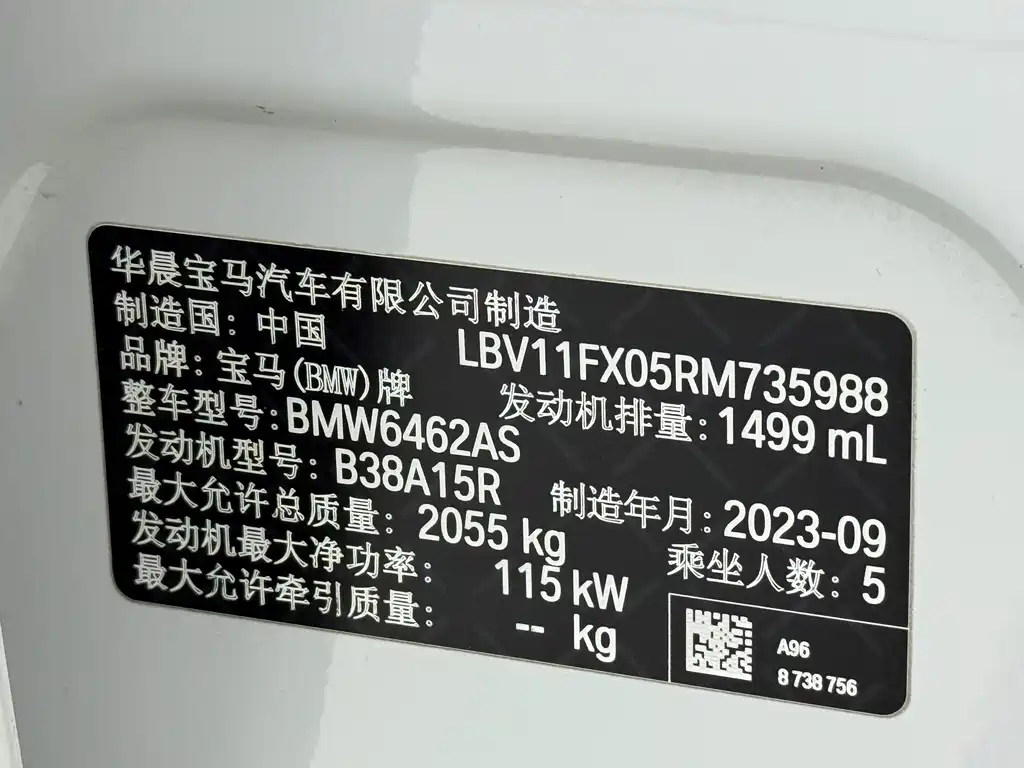 华晨宝马汽车有限公司制造
制造国：中国
LBV11FX05RM735988
品牌：宝马(BMW)牌
发动机排量：1499 mL
整车型号：BMW6462AS
发动机型号：B38A15R
制造年月：2023-09
最大允许总质量：2055 kg
乘坐人数：5
发动机最大净功率：115 kW
最大允许牵引质量：-- kg
A96
8 738 756